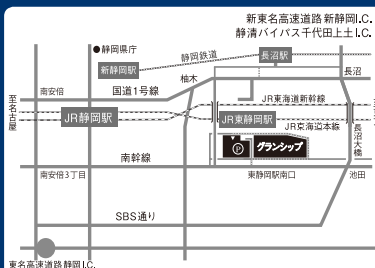 新東名高速道路 新静岡I.C.
静清バイパス千代田上土I.C.
●静岡県庁
静岡鉄道
長沼駅
新静岡駅
柚木
長沼
南安倍
国道1号線
至名古屋
JR東海道新幹線
JR静岡駅
JR東静岡駅
JR東海道本線
長沼大橋
P
グランシップ
南幹線
南安倍3丁目
東静岡駅南口
池田
SBS通り
東名高速道路静岡I.C.